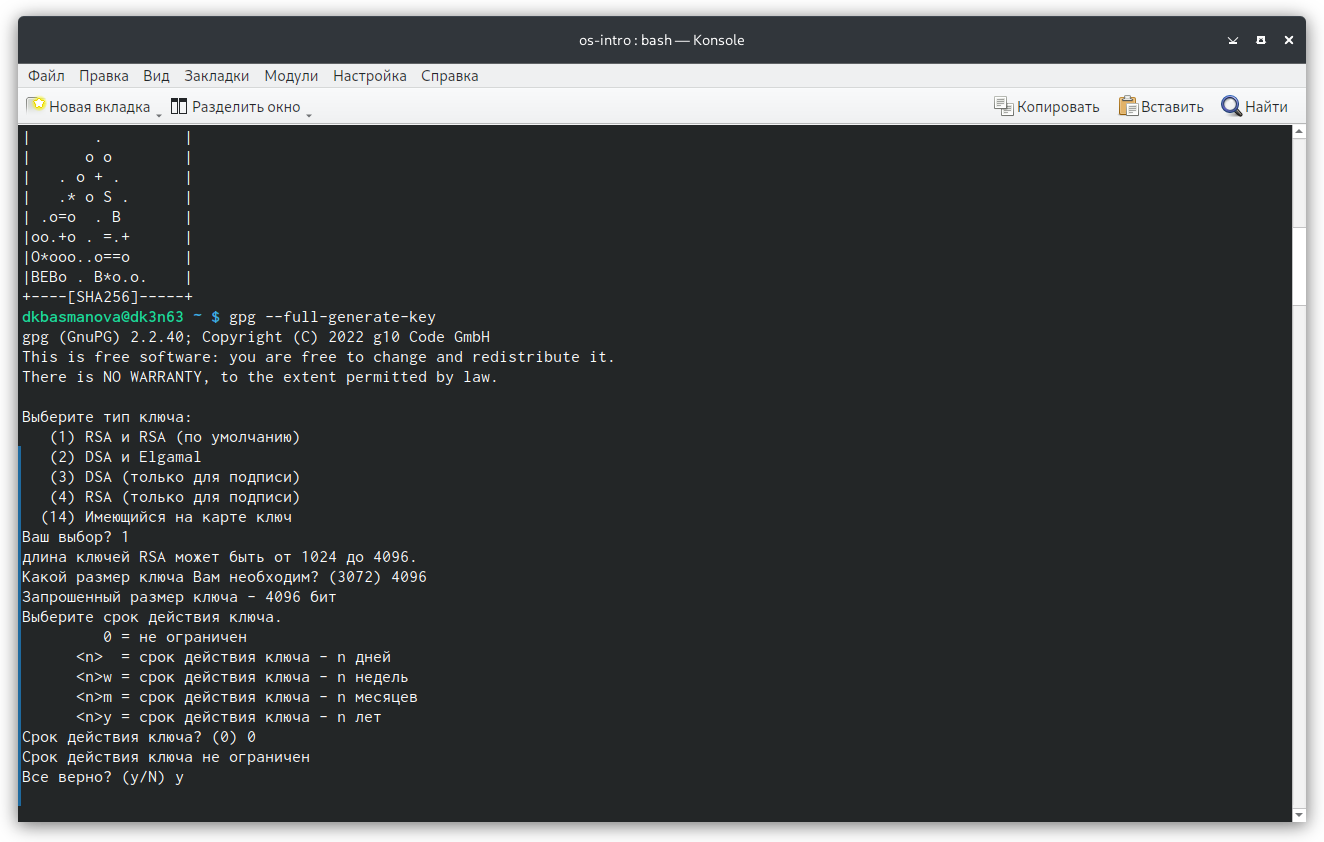 os-intro : bash — Konsole
Файл Правка Вид Закладки Модули Настройка Справка
Новая вкладка Разделить окно Копировать Вставить Найти
|       .         |
|      o o        |
|   . o + .       |
|   .* o S .      |
| .o=o  . B       |
|oo.+o . =.+      |
|O*ooo..o==o      |
|BEBo . B*o.o.    |
+----[SHA256]-----+
dkbasmanova@dk3n63 ~ $ gpg --full-generate-key
gpg (GnuPG) 2.2.40; Copyright (C) 2022 g10 Code GmbH
This is free software: you are free to change and redistribute it.
There is NO WARRANTY, to the extent permitted by law.
Выберите тип ключа:
   (1) RSA и RSA (по умолчанию)
   (2) DSA и Elgamal
   (3) DSA (только для подписи)
   (4) RSA (только для подписи)
  (14) Имеющийся на карте ключ
Ваш выбор? 1
длина ключей RSA может быть от 1024 до 4096.
Какой размер ключа Вам необходим? (3072) 4096
Запрошенный размер ключа - 4096 бит
Выберите срок действия ключа.
         0 = не ограничен
      <n>  = срок действия ключа - n дней
      <n>w = срок действия ключа - n недель
      <n>m = срок действия ключа - n месяцев
      <n>y = срок действия ключа - n лет
Срок действия ключа? (0) 0
Срок действия ключа не ограничен
Все верно? (y/N) y